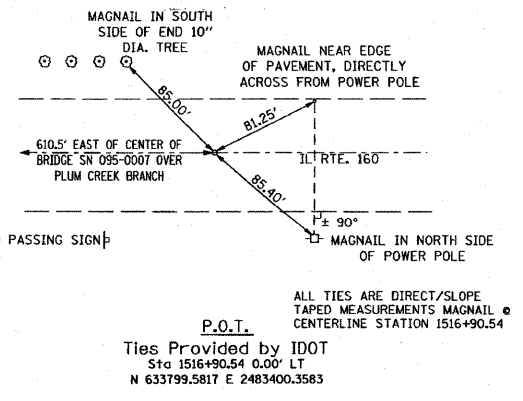 MAGNAIL IN SOUTH
SIDE OF END 10"
DIA. TREE
MAGNAIL NEAR EDGE
OF PAVEMENT, DIRECTLY
ACROSS FROM POWER POLE
85.00'
81.25'
610.5' EAST OF CENTER OF
BRIDGE SN 095-0007 OVER
PLUM CREEK BRANCH
IL RTE. 160
85.40'
± 90°
PASSING SIGN
MAGNAIL IN NORTH SIDE
OF POWER POLE
ALL TIES ARE DIRECT/SLOPE
TAPED MEASUREMENTS MAGNAIL @
CENTERLINE STATION 1516+90.54
P.O.T.
Ties Provided by IDOT
Sta 1516+90.54 0.00' LT
N 633799.5817 E 2483400.3583